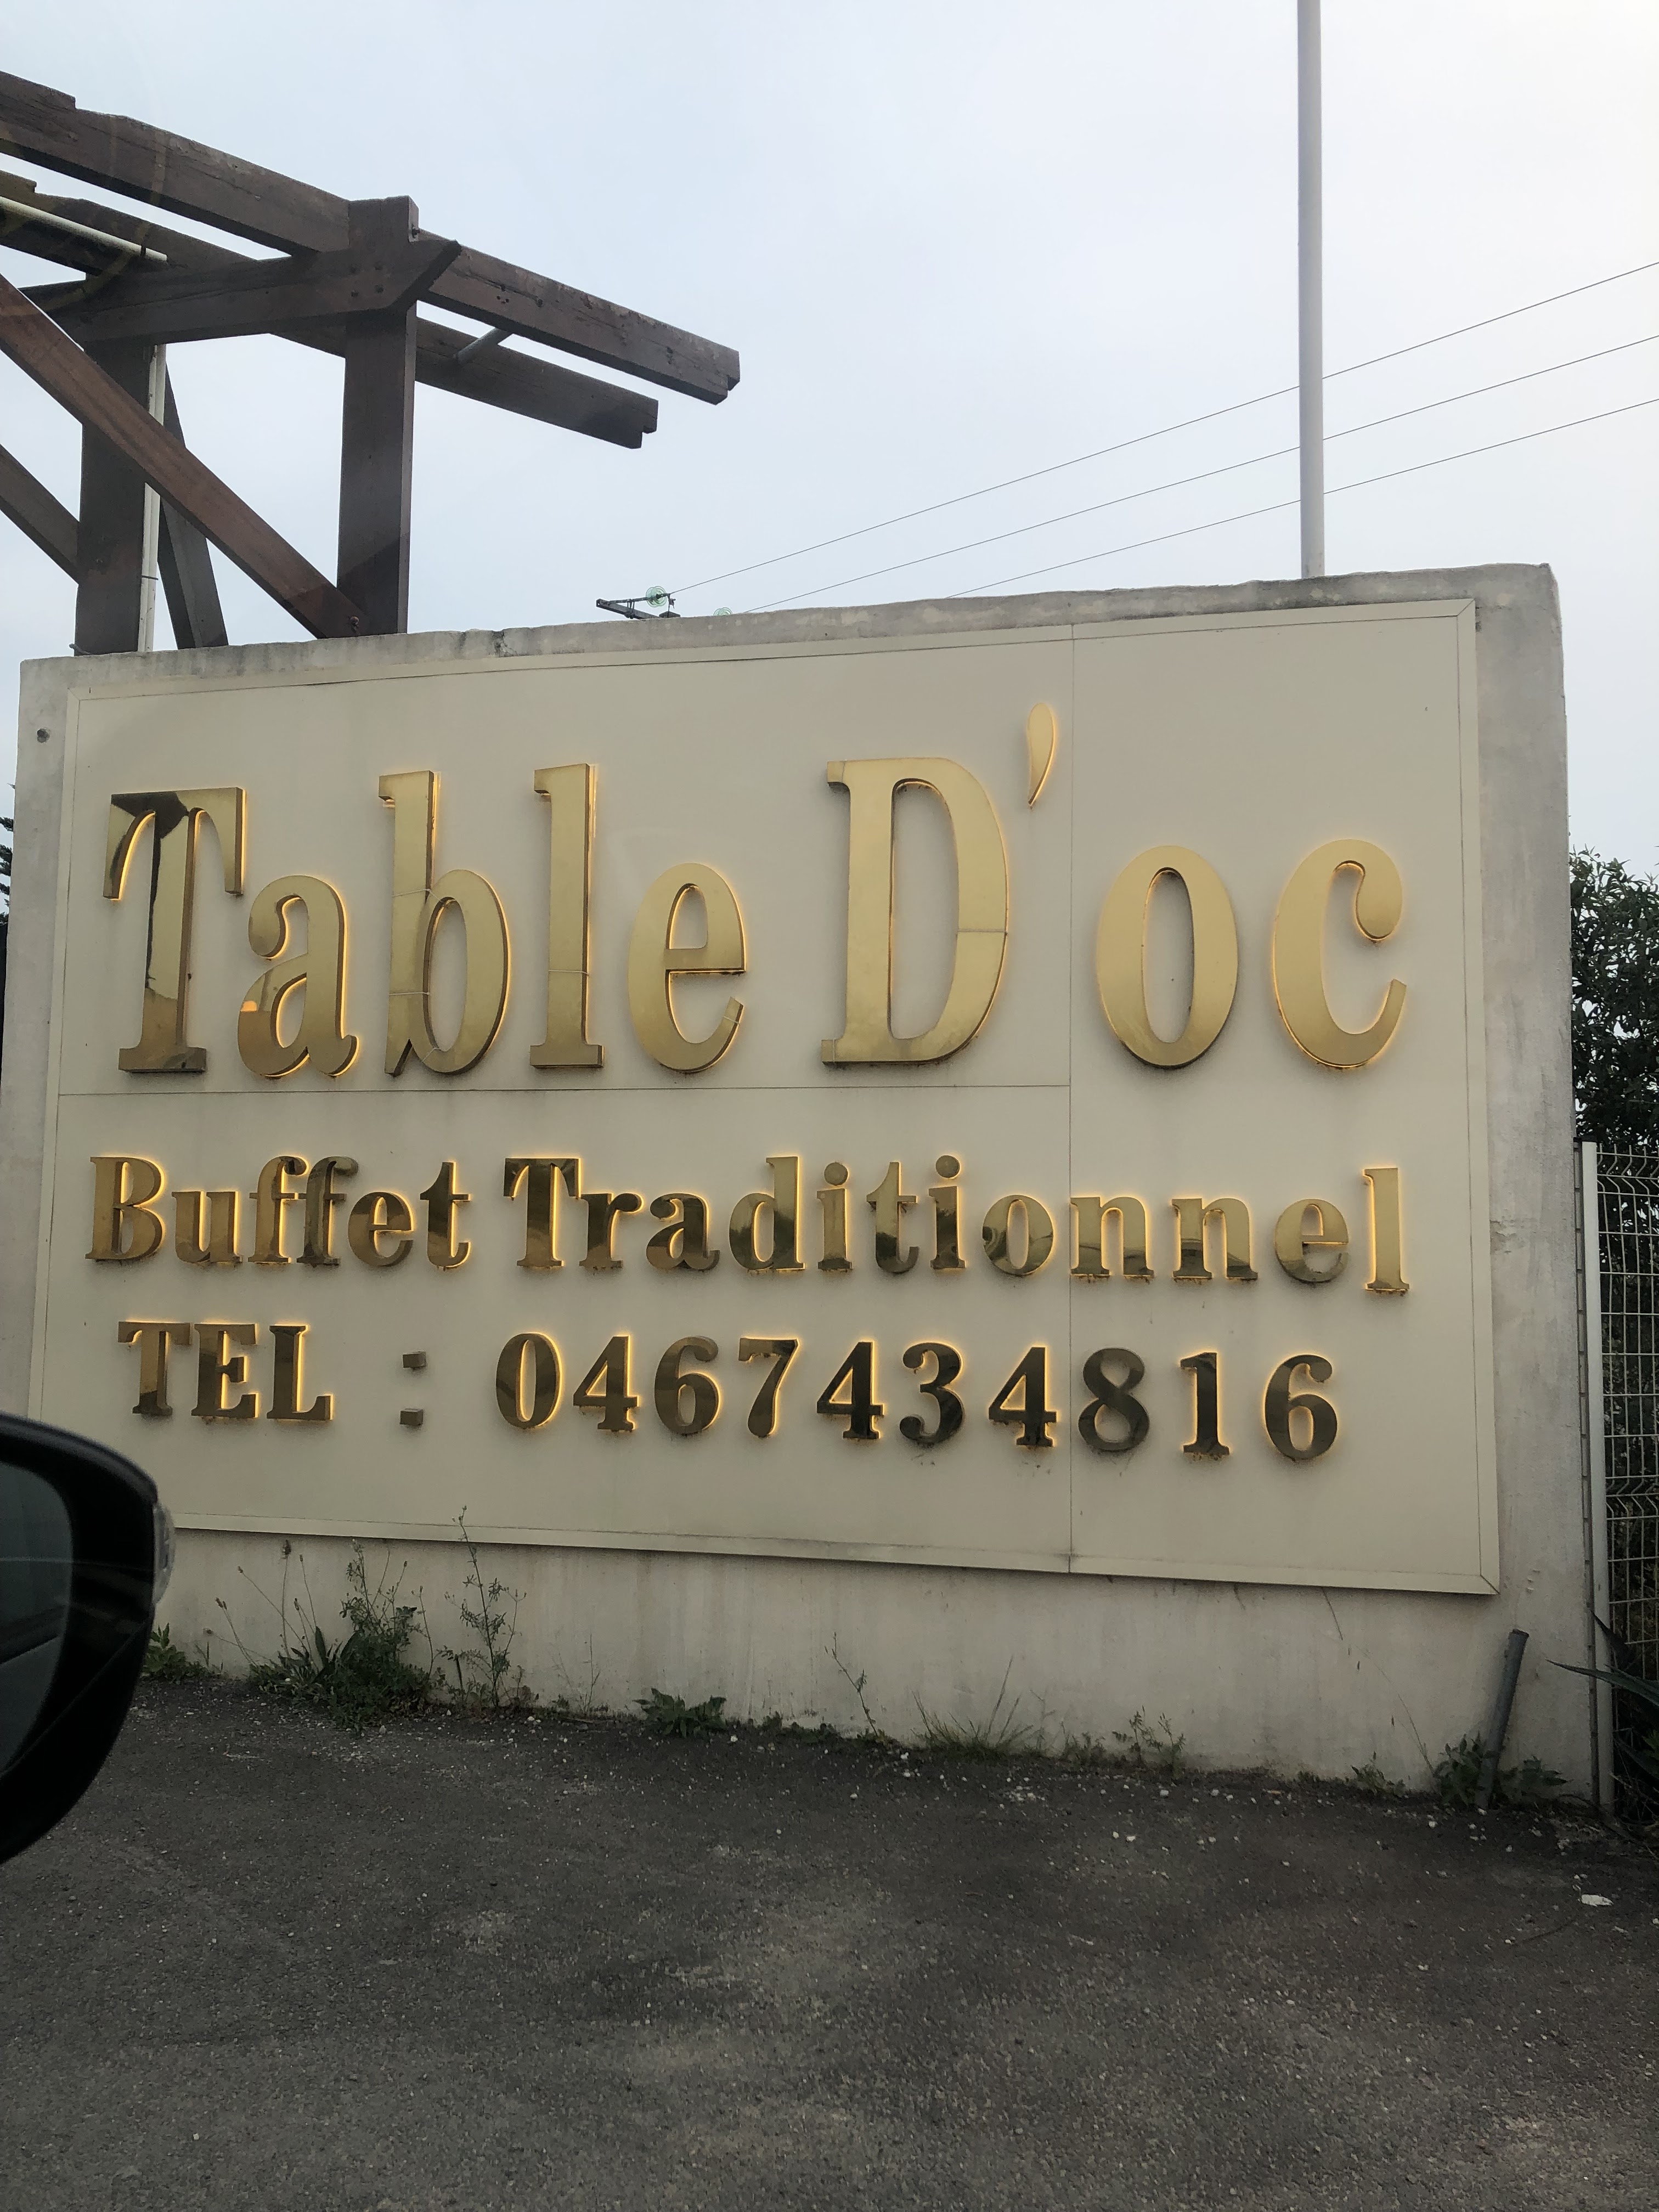 Table D'oc
Buffet Traditionnel
TEL : 0467434816